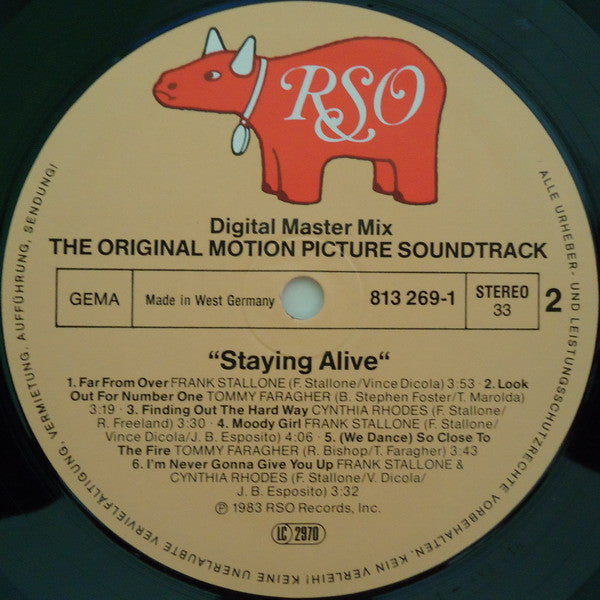 RSO
Digital Master Mix
THE ORIGINAL MOTION PICTURE SOUNDTRACK
GEMA
Made in West Germany
813 269-1
STEREO
33
2
“Staying Alive“
1. Far From Over FRANK STALLONE (F. Stallone/Vince Dicola) 3:53 · 2. Look
Out For Number One TOMMY FARAGHER (B. Stephen Foster/T. Marolda)
3:19 · 3. Finding Out The Hard Way CYNTHIA RHODES (F. Stallone/
R. Freeland) 3:30 · 4. Moody Girl FRANK STALLONE (F. Stallone/
Vince Dicola/J. B. Esposito) 4:06 · 5. (We Dance) So Close To
The Fire TOMMY FARAGHER (R. Bishop/T. Faragher) 3:43
6. I'm Never Gonna Give You Up FRANK STALLONE &
CYNTHIA RHODES (F. Stallone/V. Dicola/
J. B. Esposito) 3:32
℗ 1983 RSO Records, Inc.
LC 2970
ALLE URHEBER- UND LEISTUNGSSCHUTZRECHTE VORBEHALTEN. KEIN VERLEIH! KEINE UNERLAUBTE VERVIELFÄLTIGUNG, VERMIETUNG, AUFFÜHRUNG, SENDUNG!